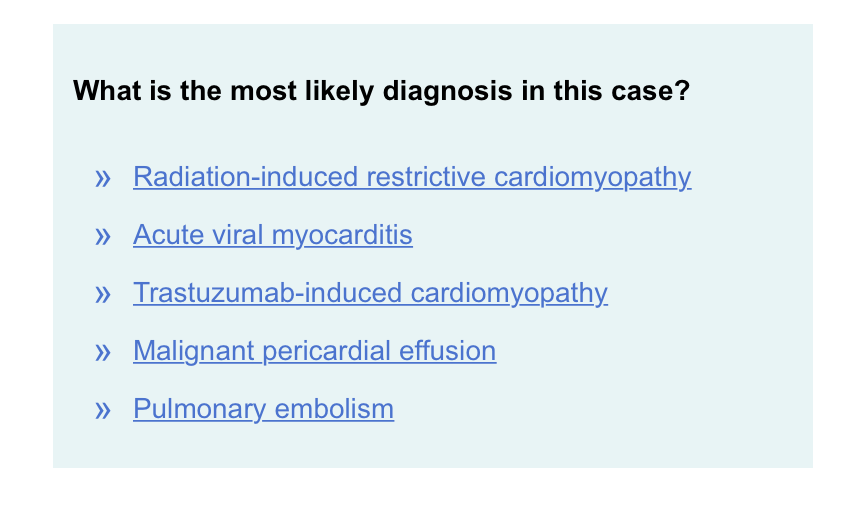 What is the most likely diagnosis in this case?
» Radiation-induced restrictive cardiomyopathy
» Acute viral myocarditis
» Trastuzumab-induced cardiomyopathy
» Malignant pericardial effusion
» Pulmonary embolism